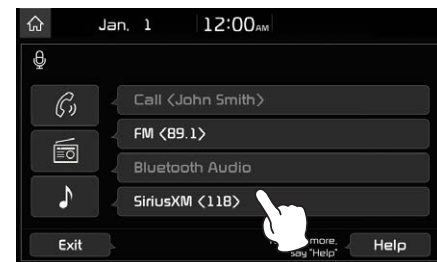 Jan. 1 12:00AM
Call <John Smith>
FM <89.1>
Bluetooth Audio
SiriusXM <118>
Exit
more,
say "Help"
Help